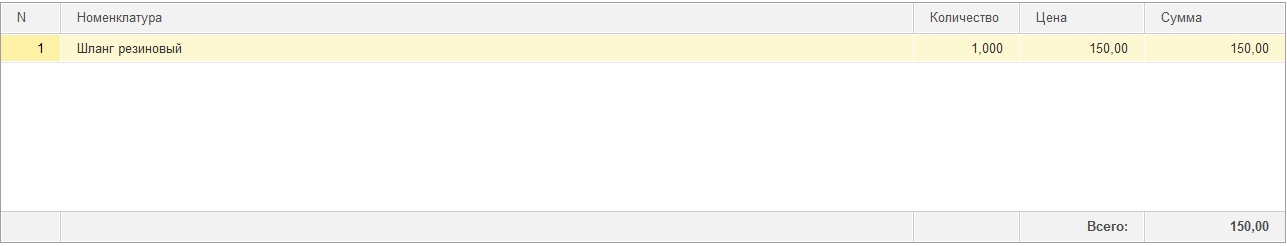 N Номенклатура Количество Цена Сумма
1 Шланг резиновый 1,000 150,00 150,00
Всего: 150,00